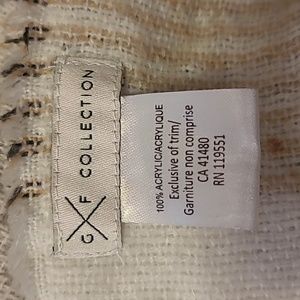 G F COLLECTION
100% ACRYLIC/ACRYLIQUE
Exclusive of trim/
Garniture non comprise
CA 41480
RN 119551